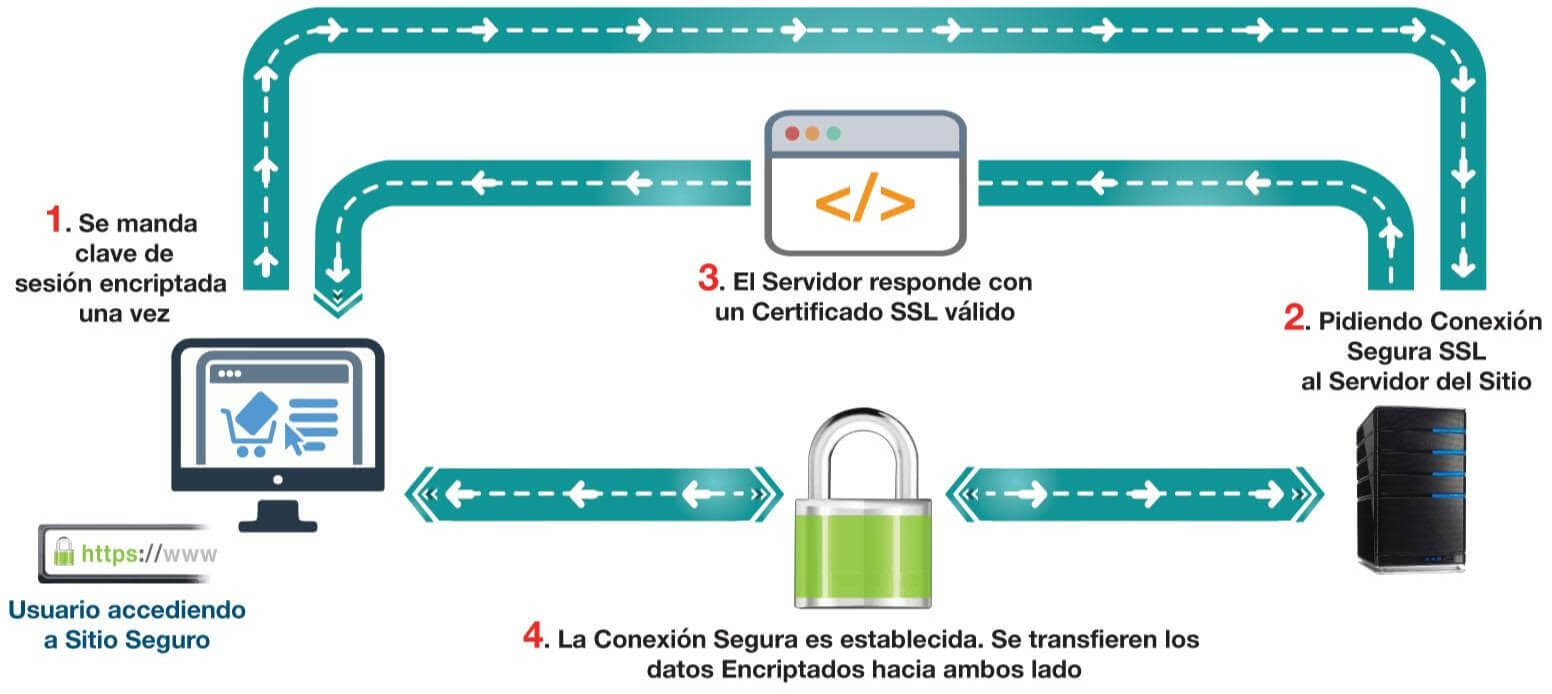 1. Se manda
clave de
sesión encriptada
una vez
</>
3. El Servidor responde con
un Certificado SSL válido
2. Pidiendo Conexión
Segura SSL
al Servidor del Sitio
https://www
Usuario accediendo
a Sitio Seguro
4. La Conexión Segura es establecida. Se transfieren los
datos Encriptados hacia ambos lado